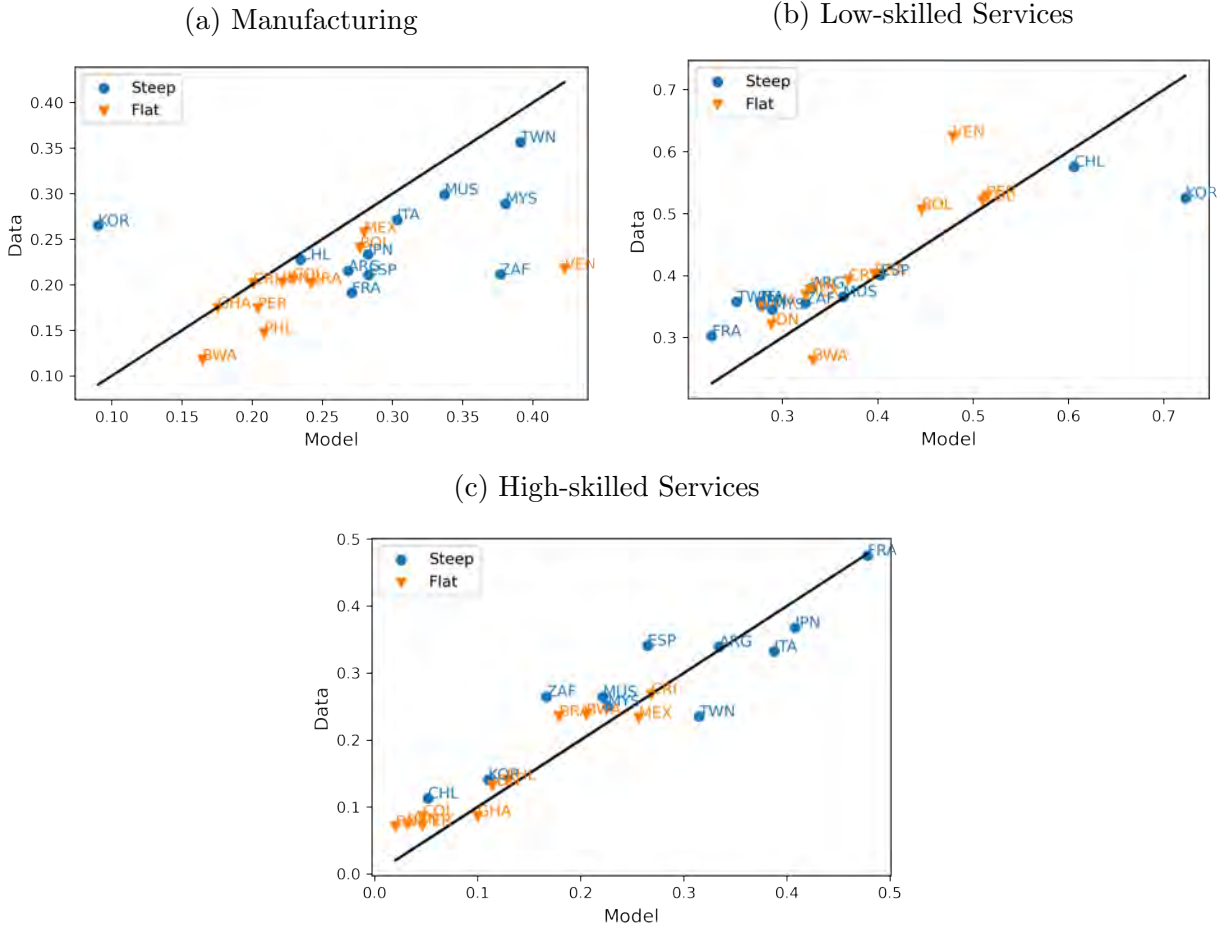 (a) Manufacturing
Steep
Flat
0.40
0.35
0.30
0.25
0.20
0.15
0.10
Data
TWN
MUS
MYS
ITA
KOR
MEX
JPN
CHL
ARG
ESP
ZAF
VEN
FRA
GHA
PER
PHL
BWA
0.10
0.15
0.20
0.25
0.30
0.35
0.40
Model
(b) Low-skilled Services
Steep
Flat
0.7
0.6
0.5
0.4
0.3
Data
VEN
CHL
KOR
ESP
ARG
MUS
ZAF
MYS
FRA
BWA
0.3
0.4
0.5
0.6
0.7
Model
(c) High-skilled Services
Steep
Flat
0.5
0.4
0.3
0.2
0.1
0.0
Data
FRA
JPN
ESP
ARG
ITA
ZAF
MUS
CRI
MYS
BRA
BWA
MEX
TWN
KOR
CHL
COL
GHA
0.0
0.1
0.2
0.3
0.4
0.5
Model